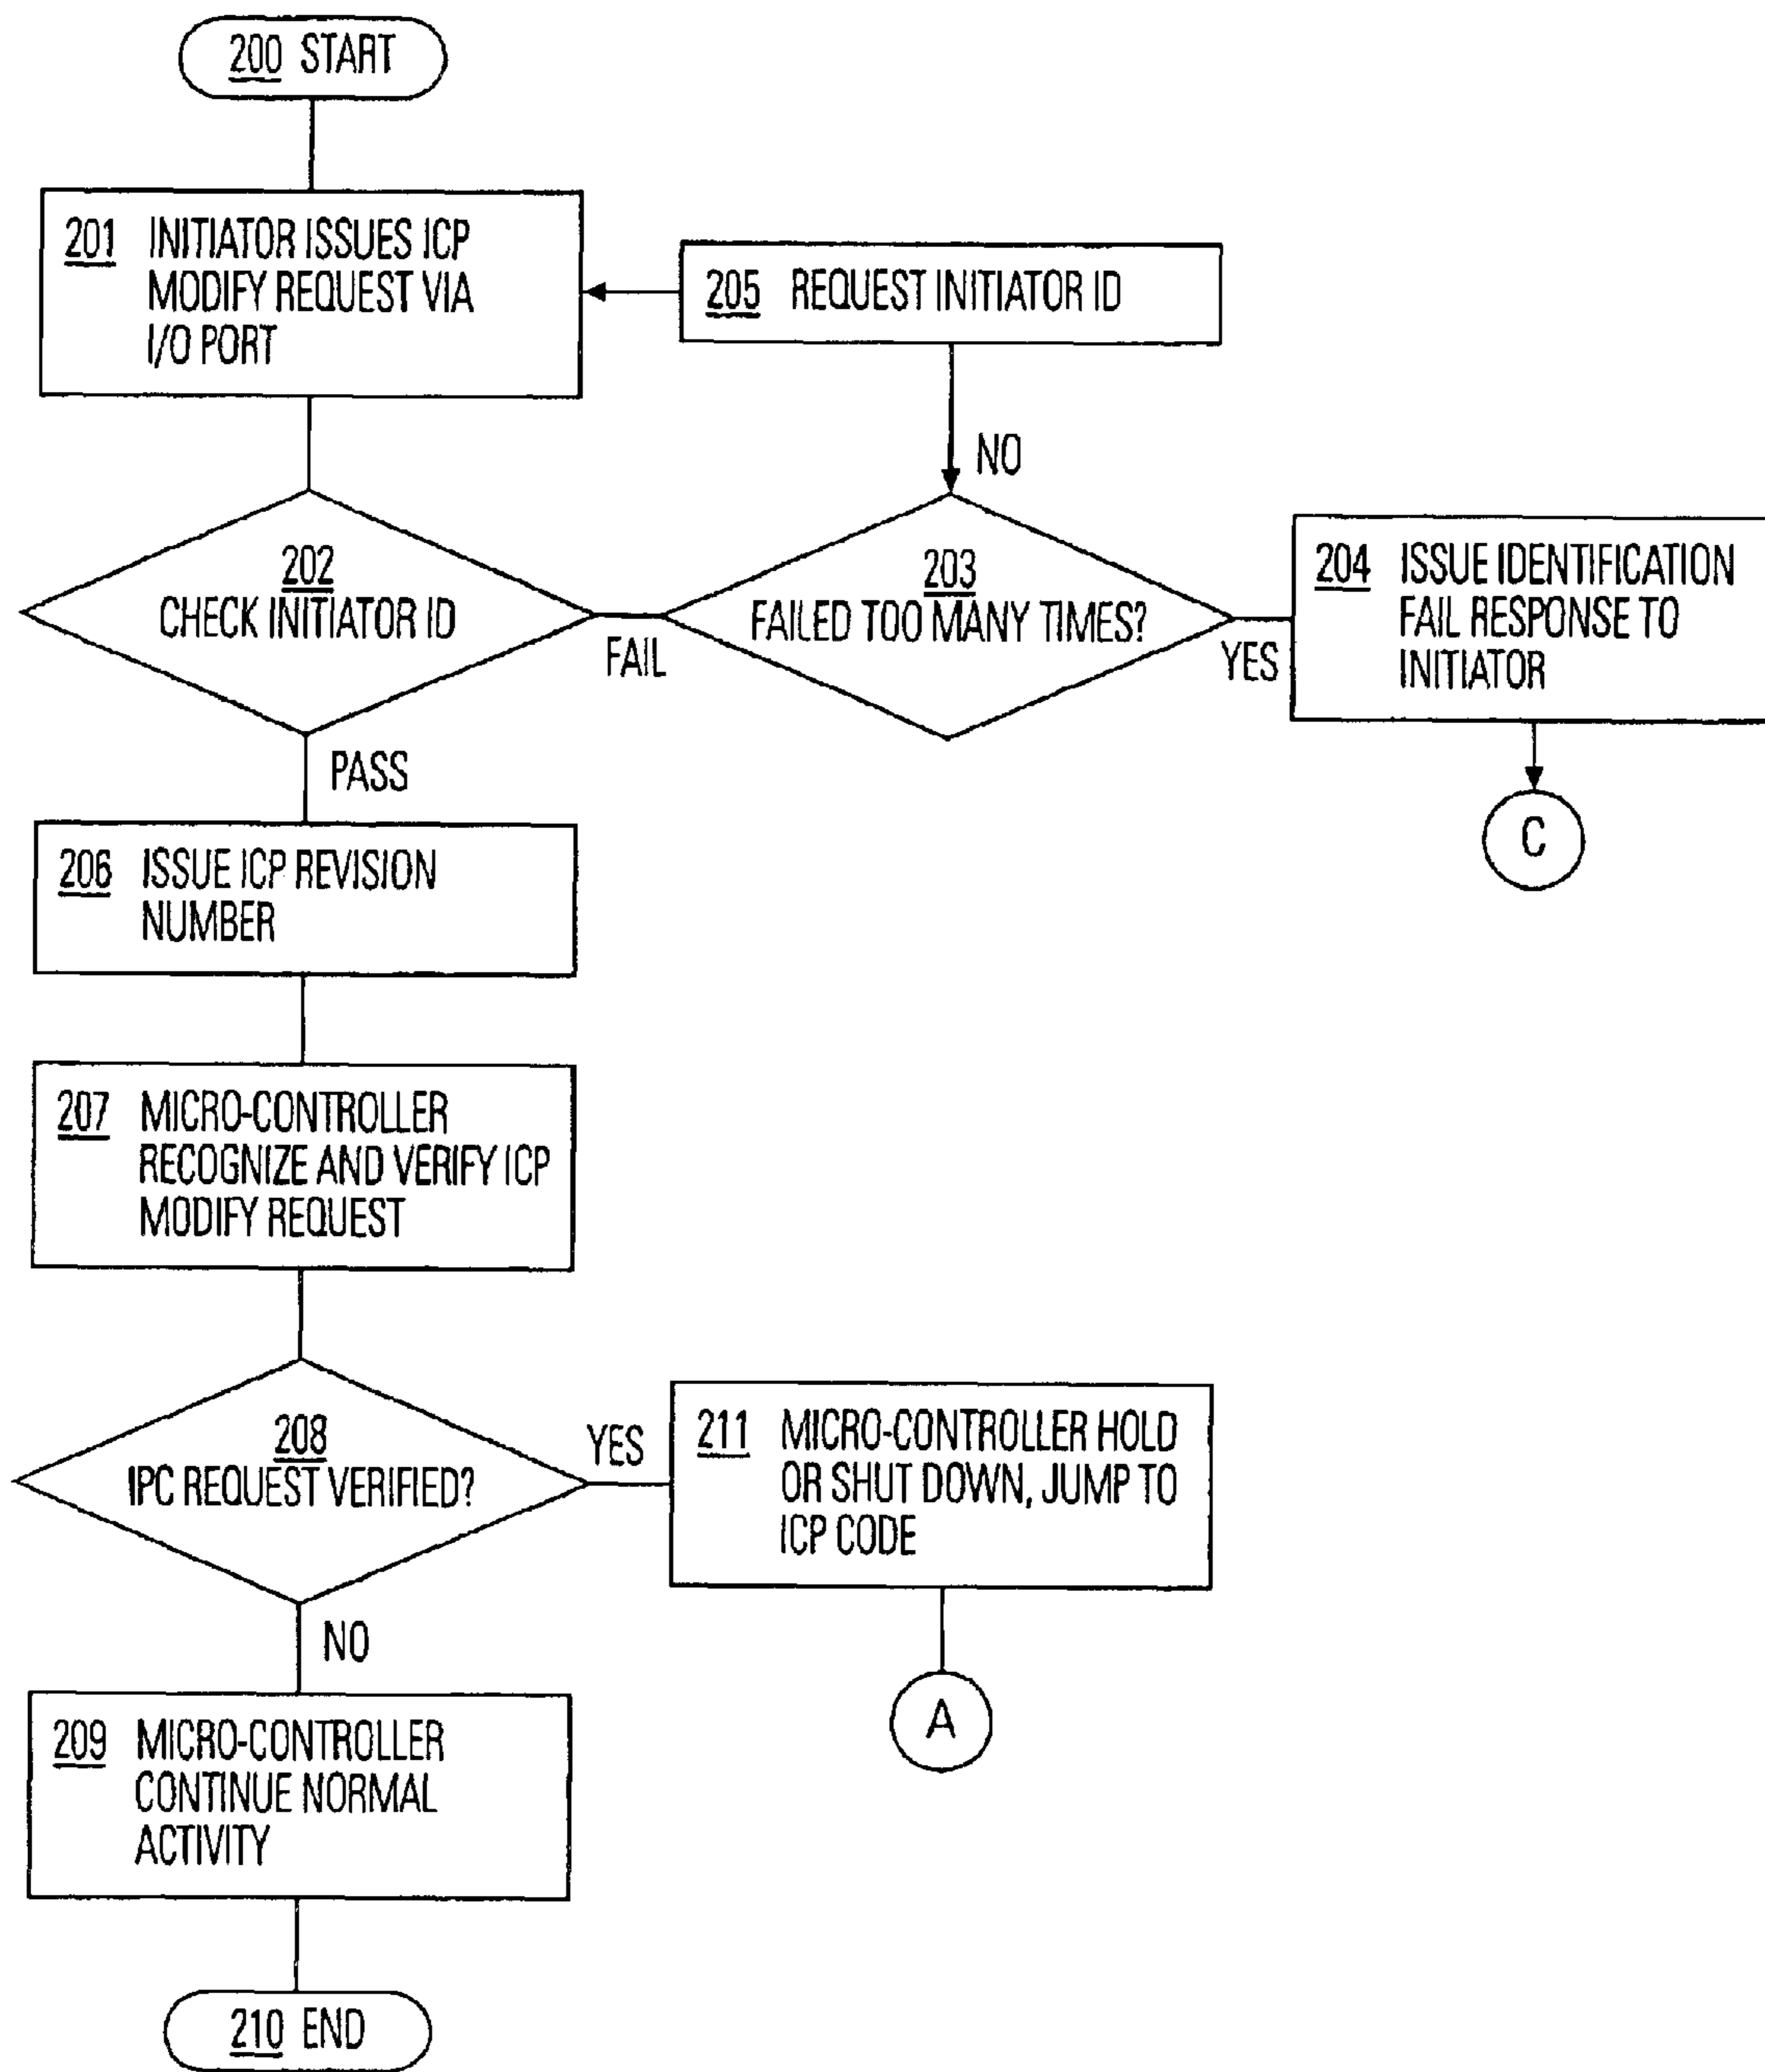 200 START
201 INITIATOR ISSUES ICP
MODIFY REQUEST VIA
I/O PORT
205 REQUEST INITIATOR ID
NO
202
CHECK INITIATOR ID
FAIL
203
FAILED TOO MANY TIMES?
YES
204 ISSUE IDENTIFICATION
FAIL RESPONSE TO
INITIATOR
C
PASS
206 ISSUE ICP REVISION
NUMBER
207 MICRO-CONTROLLER
RECOGNIZE AND VERIFY ICP
MODIFY REQUEST
208
IPC REQUEST VERIFIED?
YES
211 MICRO-CONTROLLER HOLD
OR SHUT DOWN, JUMP TO
ICP CODE
A
NO
209 MICRO-CONTROLLER
CONTINUE NORMAL
ACTIVITY
210 END